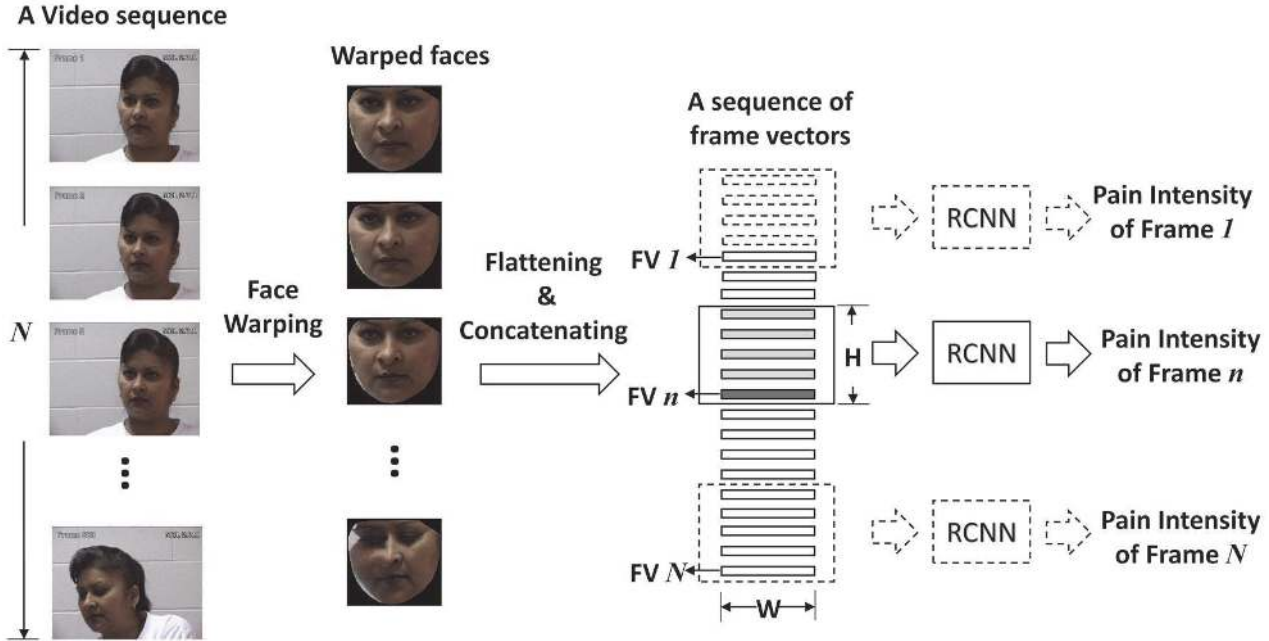 A Video sequence
Warped faces
A sequence of
frame vectors
N
Face
Warping
Flattening
&
Concatenating
FV 1
FV n
FV N
H
W
RCNN
Pain Intensity
of Frame 1
RCNN
Pain Intensity
of Frame n
RCNN
Pain Intensity
of Frame N